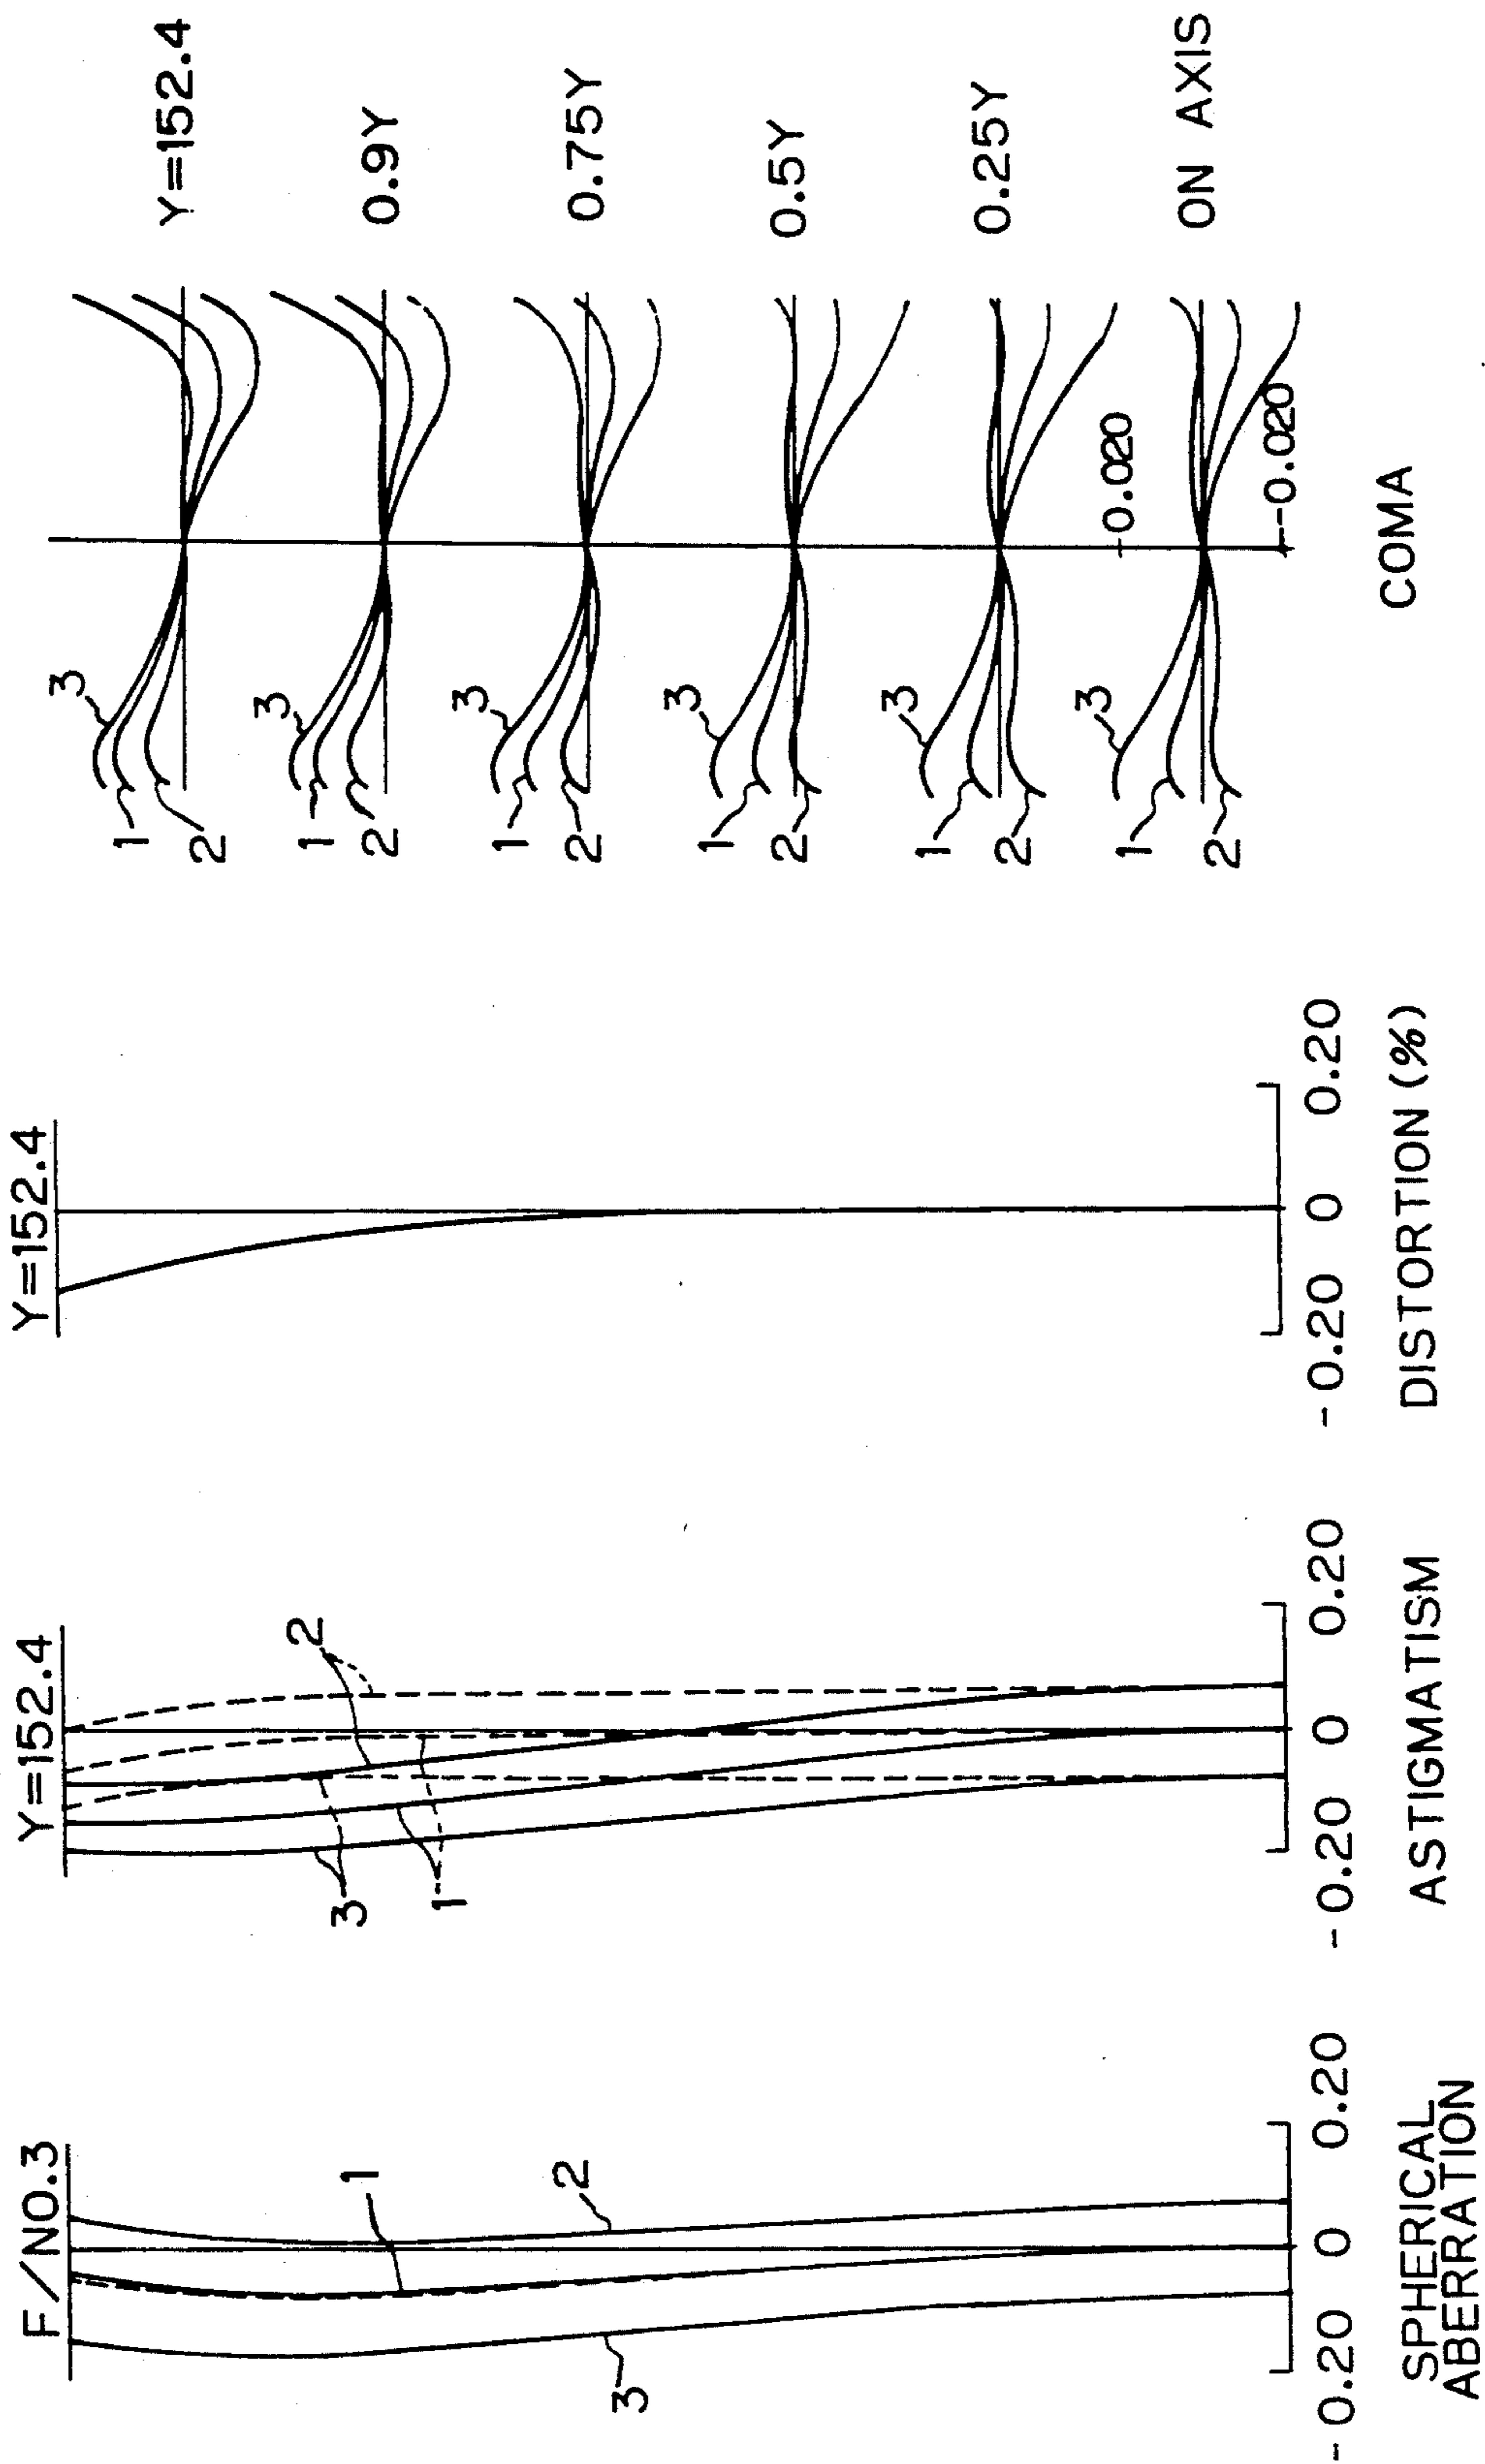 F/NO.3
1
2
3
-0.20 0 0.20
SPHERICAL
ABERRATION
Y=152.4
2
3
1
-0.20 0 0.20
ASTIGMATISM
Y=152.4
-0.20 0 0.20
DISTORTION (%)
3
1
2
Y=152.4
3
1
2
0.9Y
3
1
2
0.75Y
3
1
2
0.5Y
3
1
2
0.25Y
0.020
3
1
2
ON AXIS
-0.020
COMA